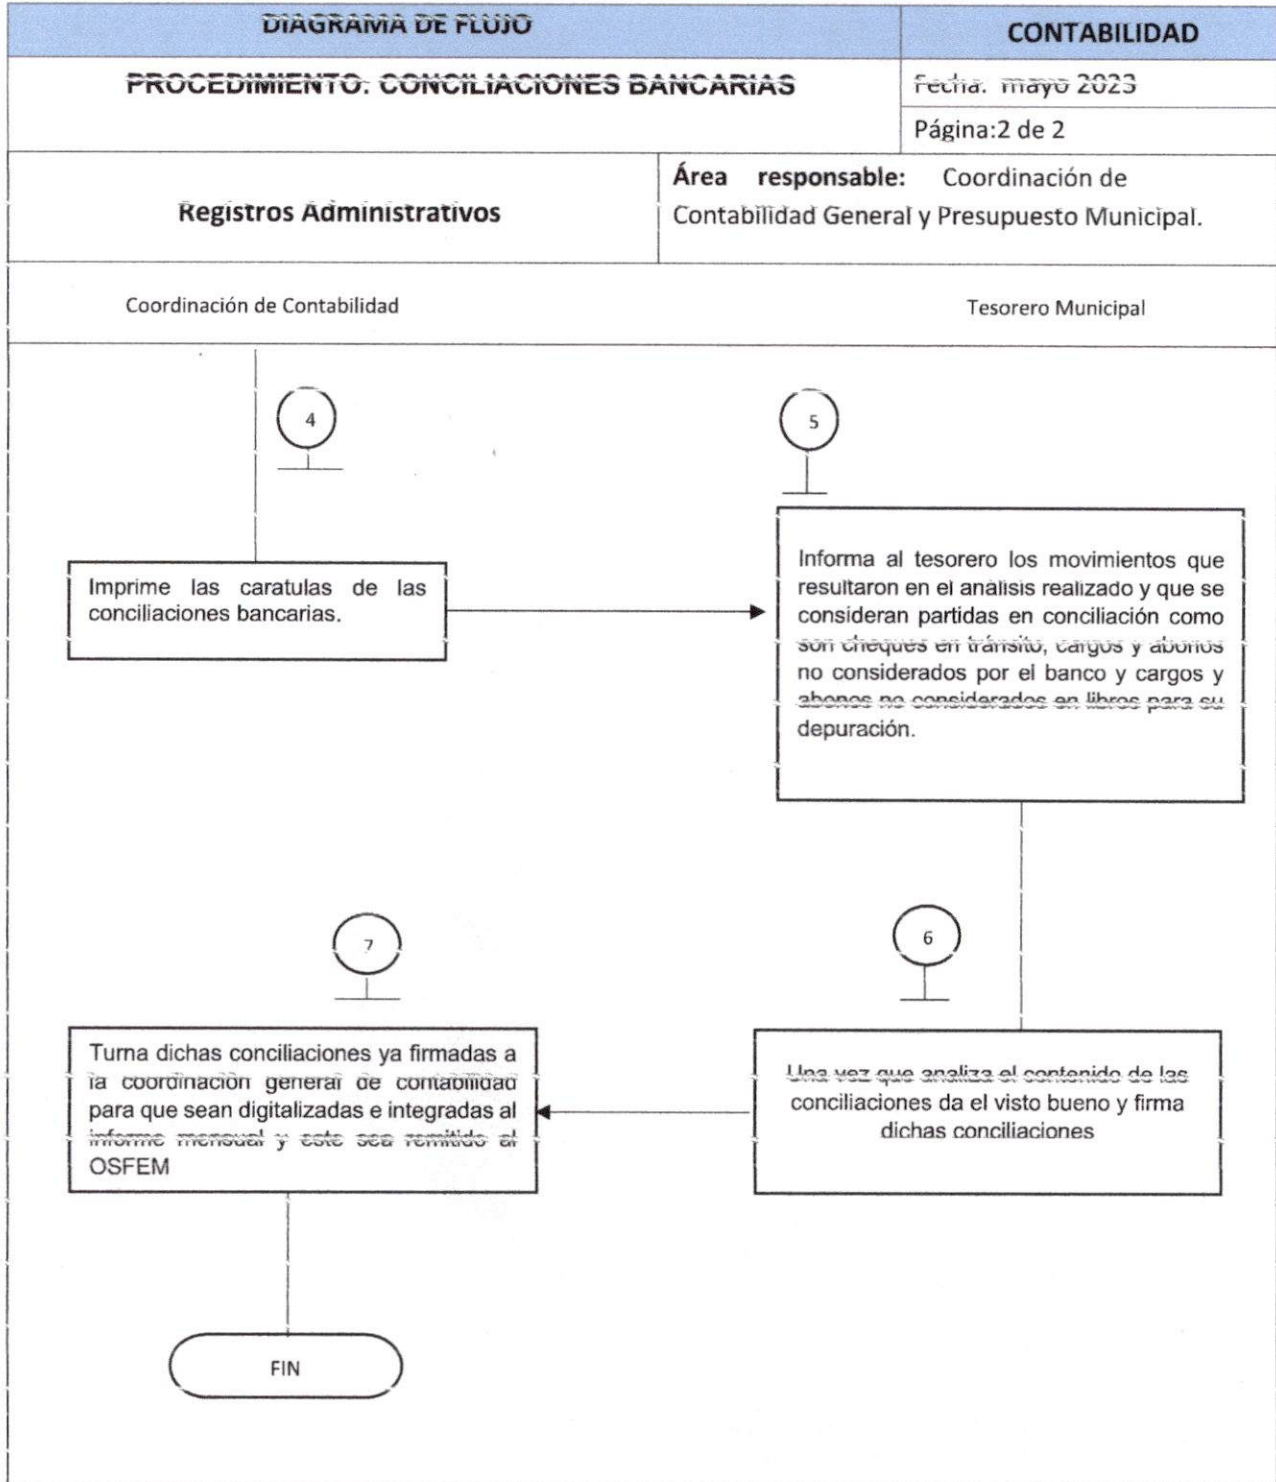 DIAGRAMA DE FLUJO
CONTABILIDAD
PROCEDIMIENTO: CONCILIACIONES BANCARIAS
Fecha: mayo 2023
Página:2 de 2
Registros Administrativos
Área responsable: Coordinación de
Contabilidad General y Presupuesto Municipal.
Coordinación de Contabilidad
Tesorero Municipal
4
5
Imprime las caratulas de las
conciliaciones bancarias.
Informa al tesorero los movimientos que
resultaron en el análisis realizado y que se
consideran partidas en conciliación como
son cheques en tránsito, cargos y abonos
no considerados por el banco y cargos y
abonos no considerados en libros para su
depuración.
7
6
Turna dichas conciliaciones ya firmadas a
la coordinación general de contabilidad
para que sean digitalizadas e integradas al
informe mensual y este sea remitido al
OSFEM
Una vez que analiza el contenido de las
conciliaciones da el visto bueno y firma
dichas conciliaciones
FIN